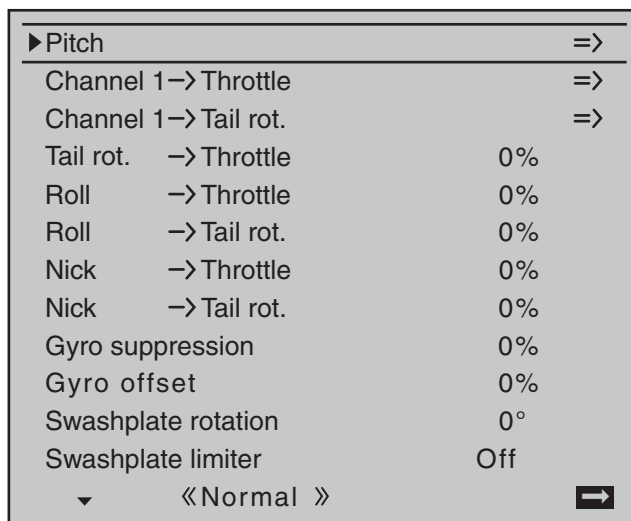 Pitch =>
Channel 1 –> Throttle =>
Channel 1 –> Tail rot. =>
Tail rot. –> Throttle 0%
Roll –> Throttle 0%
Roll –> Tail rot. 0%
Nick –> Throttle 0%
Nick –> Tail rot. 0%
Gyro suppression 0%
Gyro offset 0%
Swashplate rotation 0°
Swashplate limiter Off
«Normal »